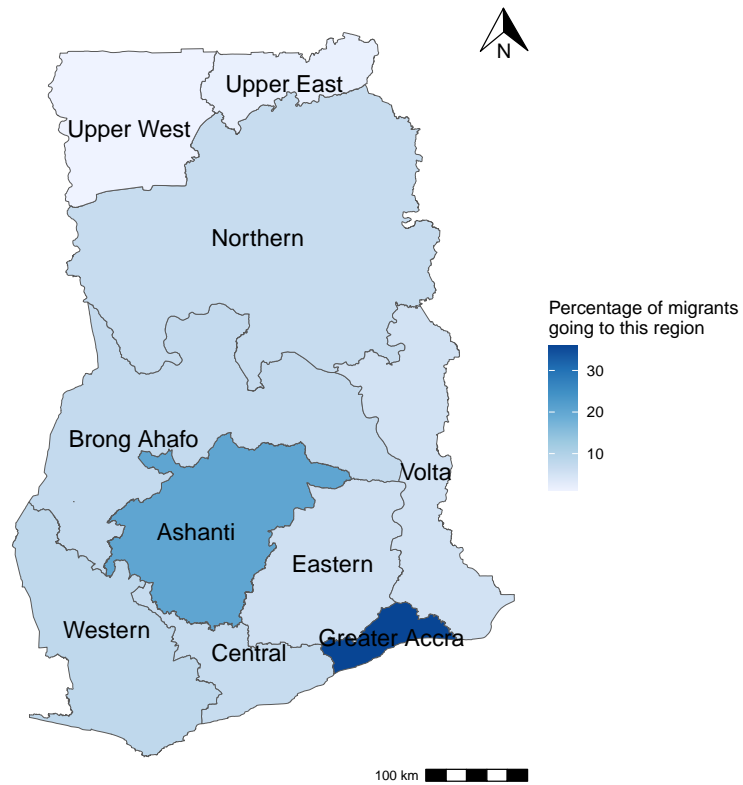 N
Upper East
Upper West
Northern
Percentage of migrants
going to this region
30
20
10
Brong Ahafo
Volta
Ashanti
Eastern
Western
Greater Accra
Central
100 km